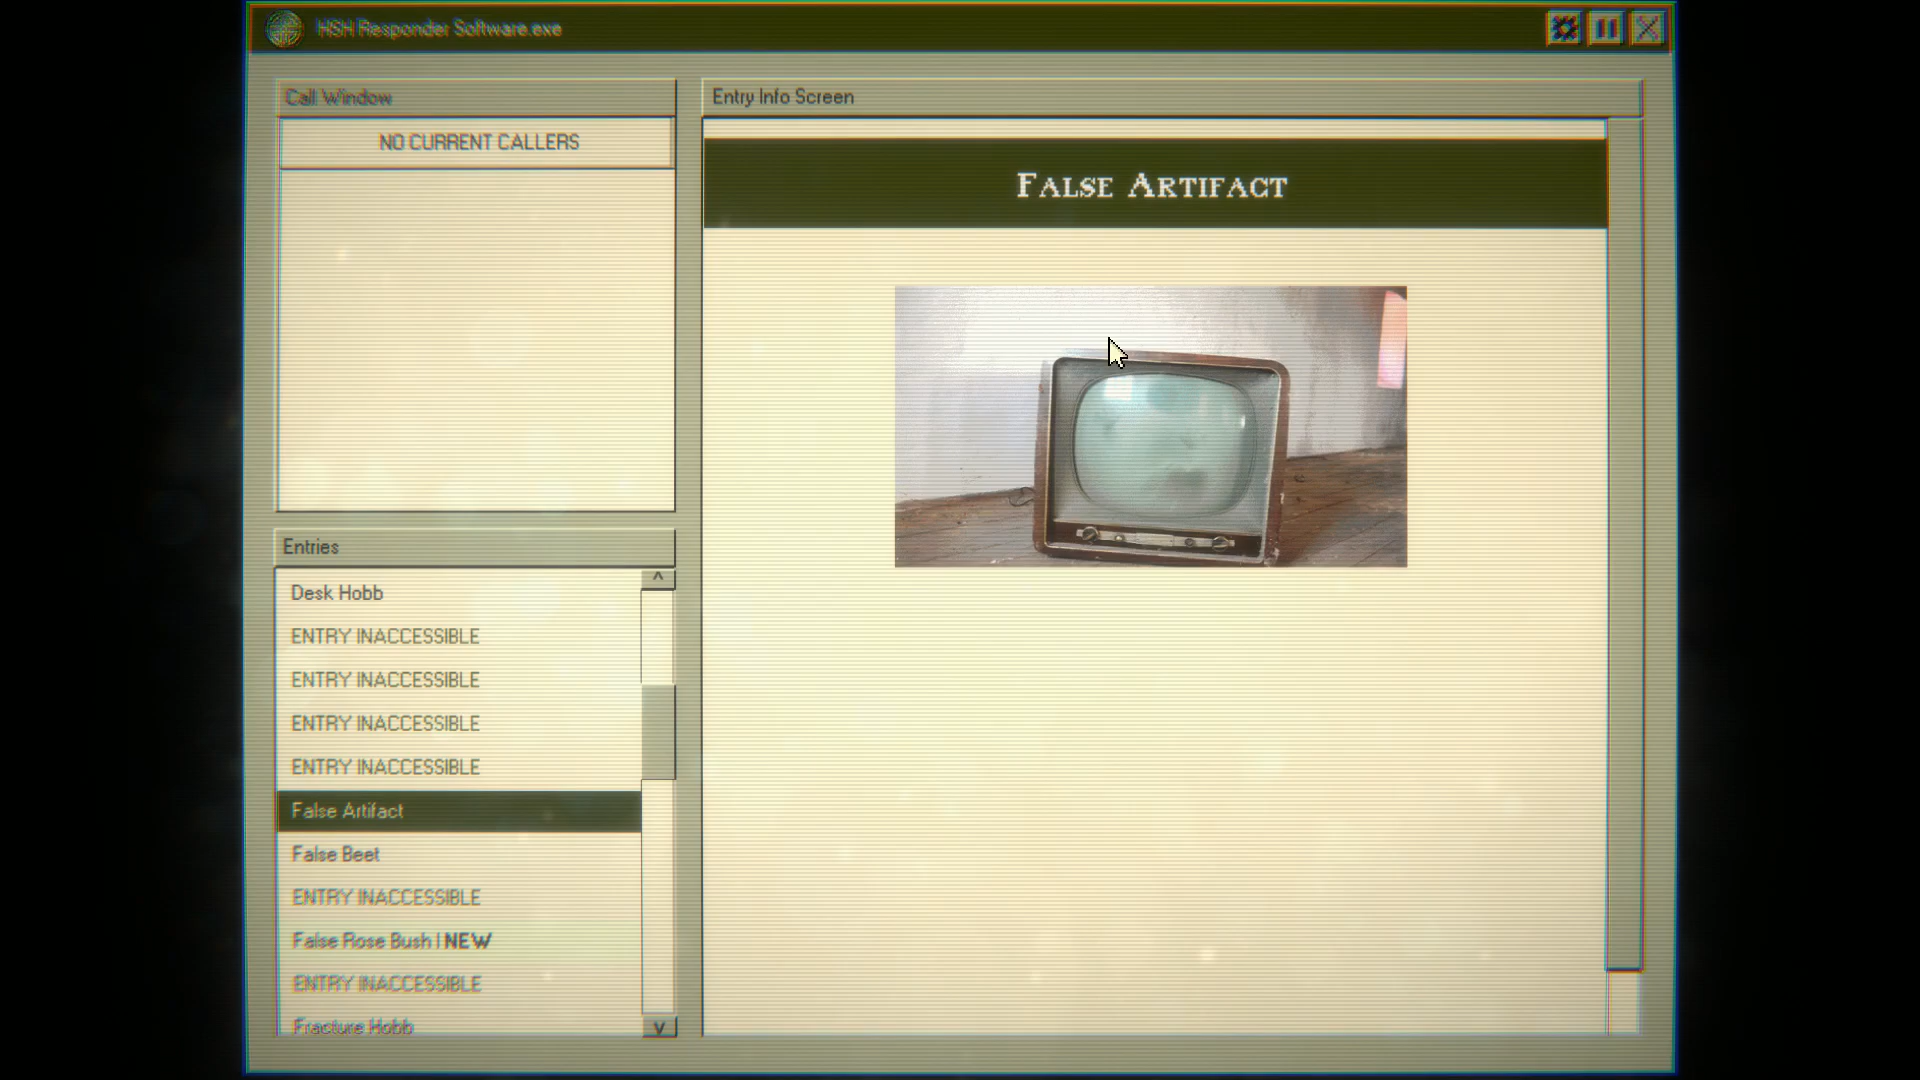 HSH Responder Software.exe
Call Window
NO CURRENT CALLERS
Entries
Desk Hobb
ENTRY INACCESSIBLE
ENTRY INACCESSIBLE
ENTRY INACCESSIBLE
ENTRY INACCESSIBLE
False Artifact
False Beet
ENTRY INACCESSIBLE
False Rose Bush | NEW
ENTRY INACCESSIBLE
Fracture Hobb
Entry Info Screen
False Artifact